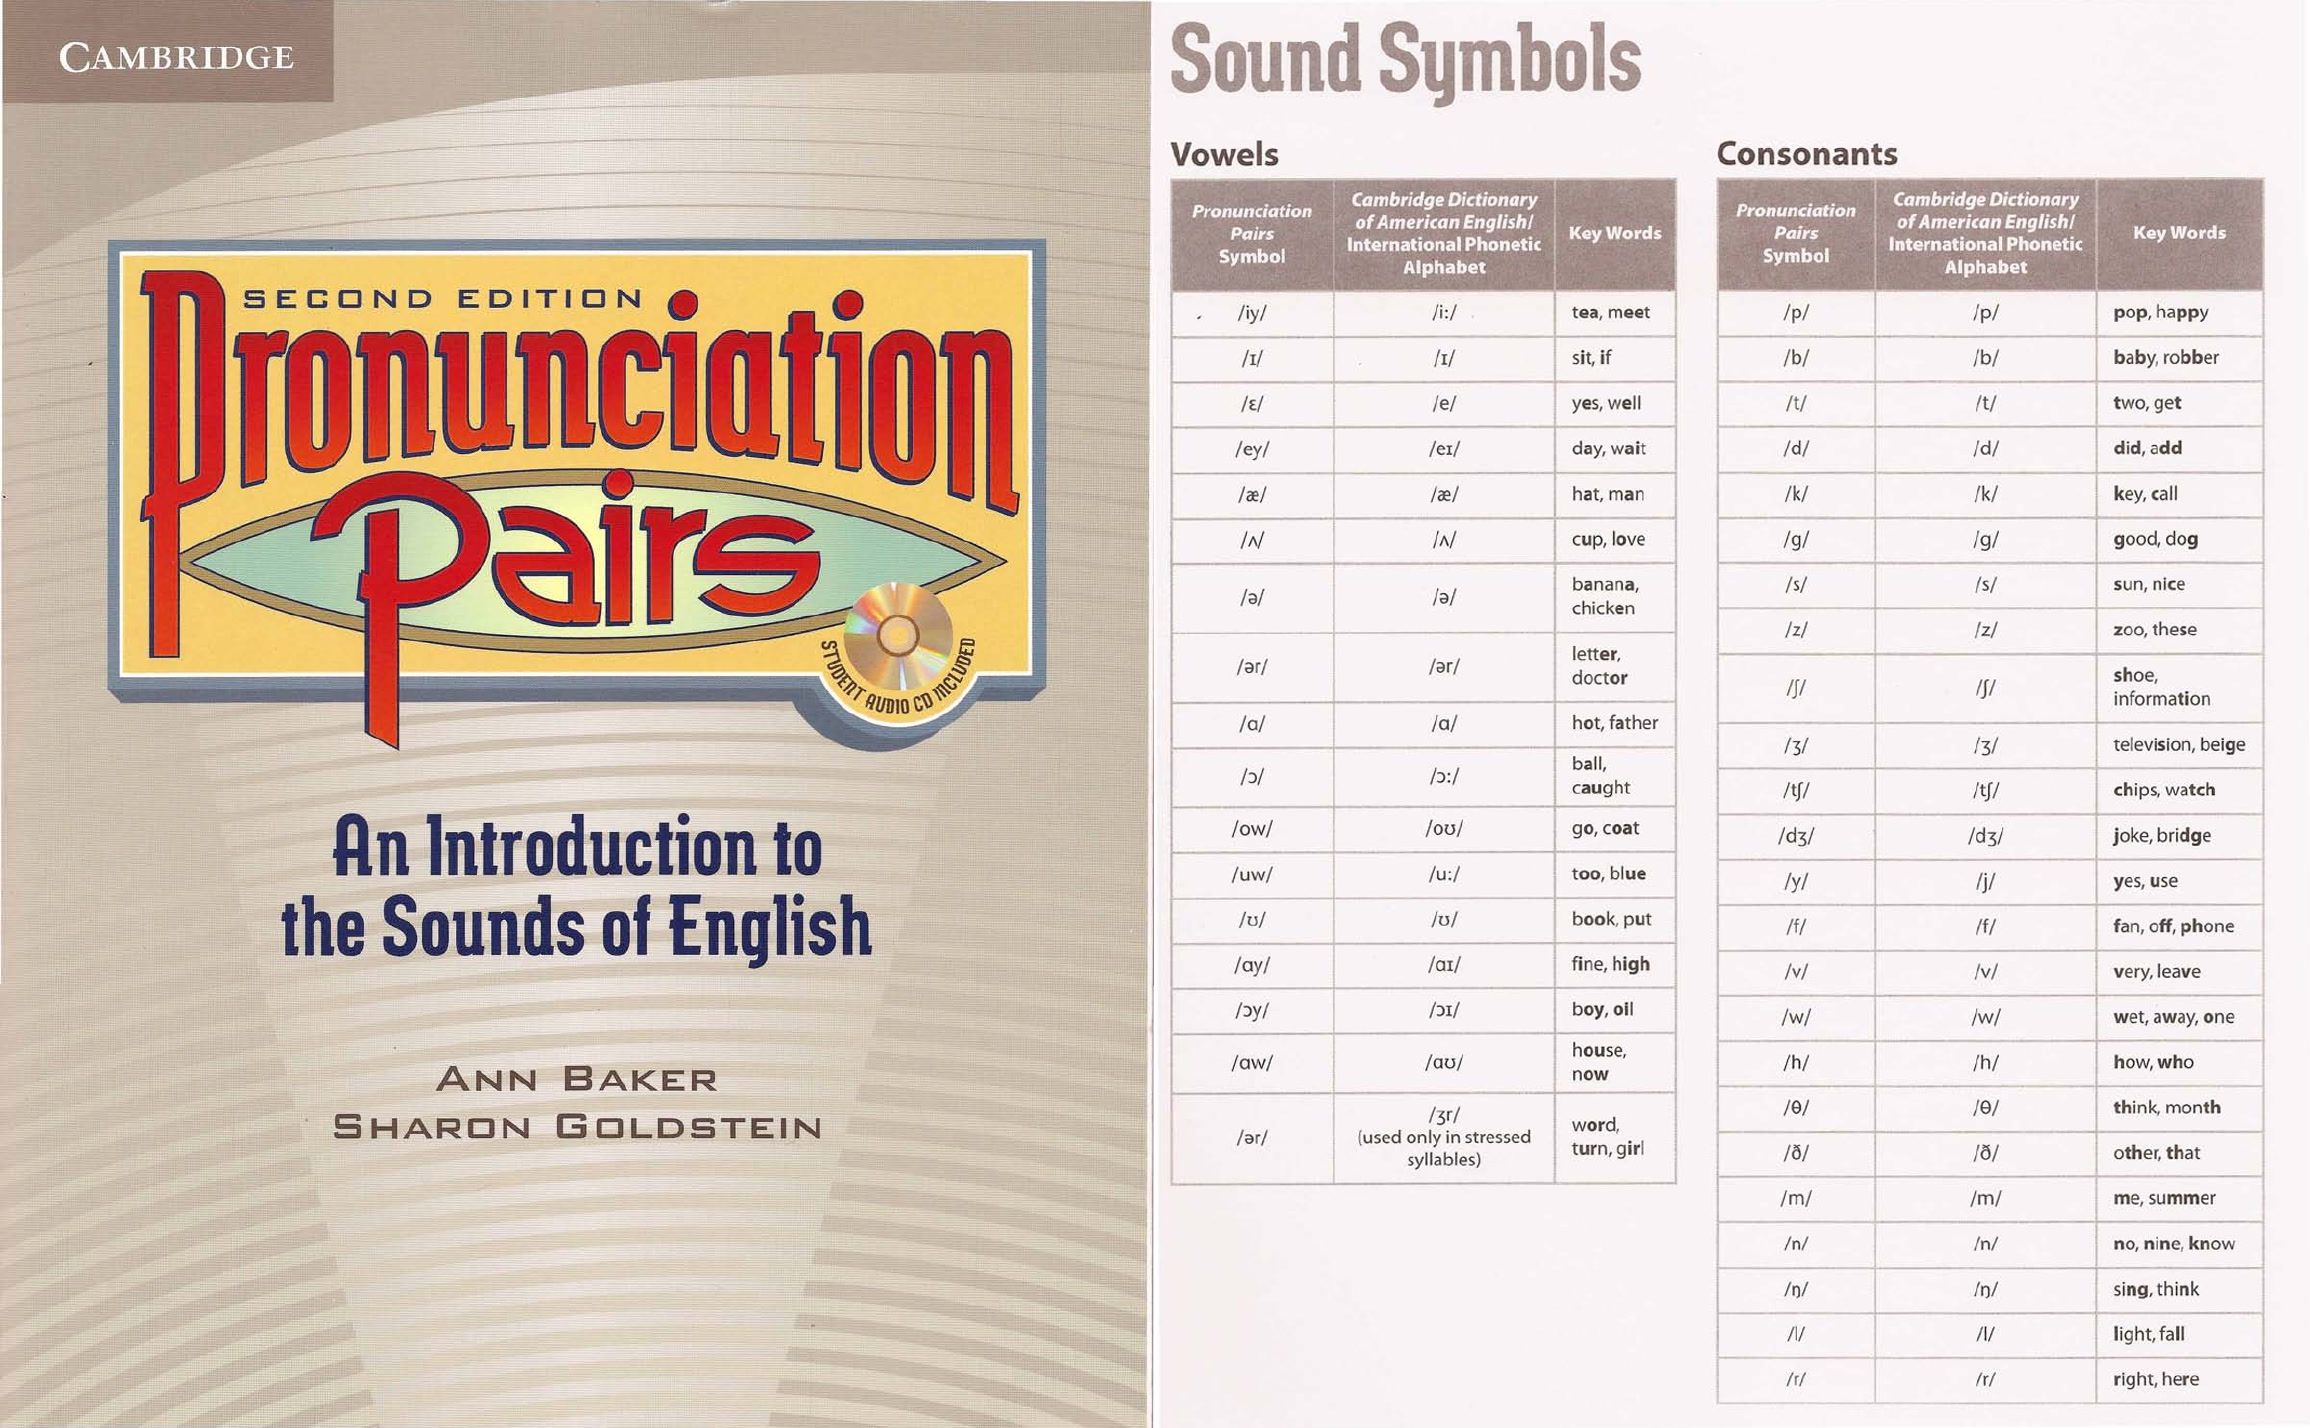 CAMBRIDGE
SECOND EDITION
Pronunciation
Pairs
STUDENT AUDIO CD INCLUDED
An Introduction to
the Sounds of English
ANN BAKER
SHARON GOLDSTEIN
Sound Symbols
Vowels
Pronunciation Pairs Symbol | Cambridge Dictionary of American English/ International Phonetic Alphabet | Key Words
/iy/ /i:/ tea, meet
/ɪ/ /ɪ/ sit, if
/ɛ/ /e/ yes, well
/ey/ /eɪ/ day, wait
/æ/ /æ/ hat, man
/ʌ/ /ʌ/ cup, love
/ə/ /ə/ banana, chicken
/ər/ /ər/ letter, doctor
/ɑ/ /ɑ/ hot, father
/ɔ/ /ɔ:/ ball, caught
/ow/ /oʊ/ go, coat
/uw/ /u:/ too, blue
/ʊ/ /ʊ/ book, put
/ɑy/ /ɑɪ/ fine, high
/ɔy/ /ɔɪ/ boy, oil
/ɑw/ /ɑʊ/ house, now
/ər/ /ɜr/ (used only in stressed syllables) word, turn, girl
Consonants
Pronunciation Pairs Symbol | Cambridge Dictionary of American English/ International Phonetic Alphabet | Key Words
/p/ /p/ pop, happy
/b/ /b/ baby, robber
/t/ /t/ two, get
/d/ /d/ did, add
/k/ /k/ key, call
/g/ /g/ good, dog
/s/ /s/ sun, nice
/z/ /z/ zoo, these
/ʃ/ /ʃ/ shoe, information
/ʒ/ /ʒ/ television, beige
/tʃ/ /tʃ/ chips, watch
/dʒ/ /dʒ/ joke, bridge
/y/ /j/ yes, use
/f/ /f/ fan, off, phone
/v/ /v/ very, leave
/w/ /w/ wet, away, one
/h/ /h/ how, who
/θ/ /θ/ think, month
/ð/ /ð/ other, that
/m/ /m/ me, summer
/n/ /n/ no, nine, know
/ŋ/ /ŋ/ sing, think
/l/ /l/ light, fall
/r/ /r/ right, here